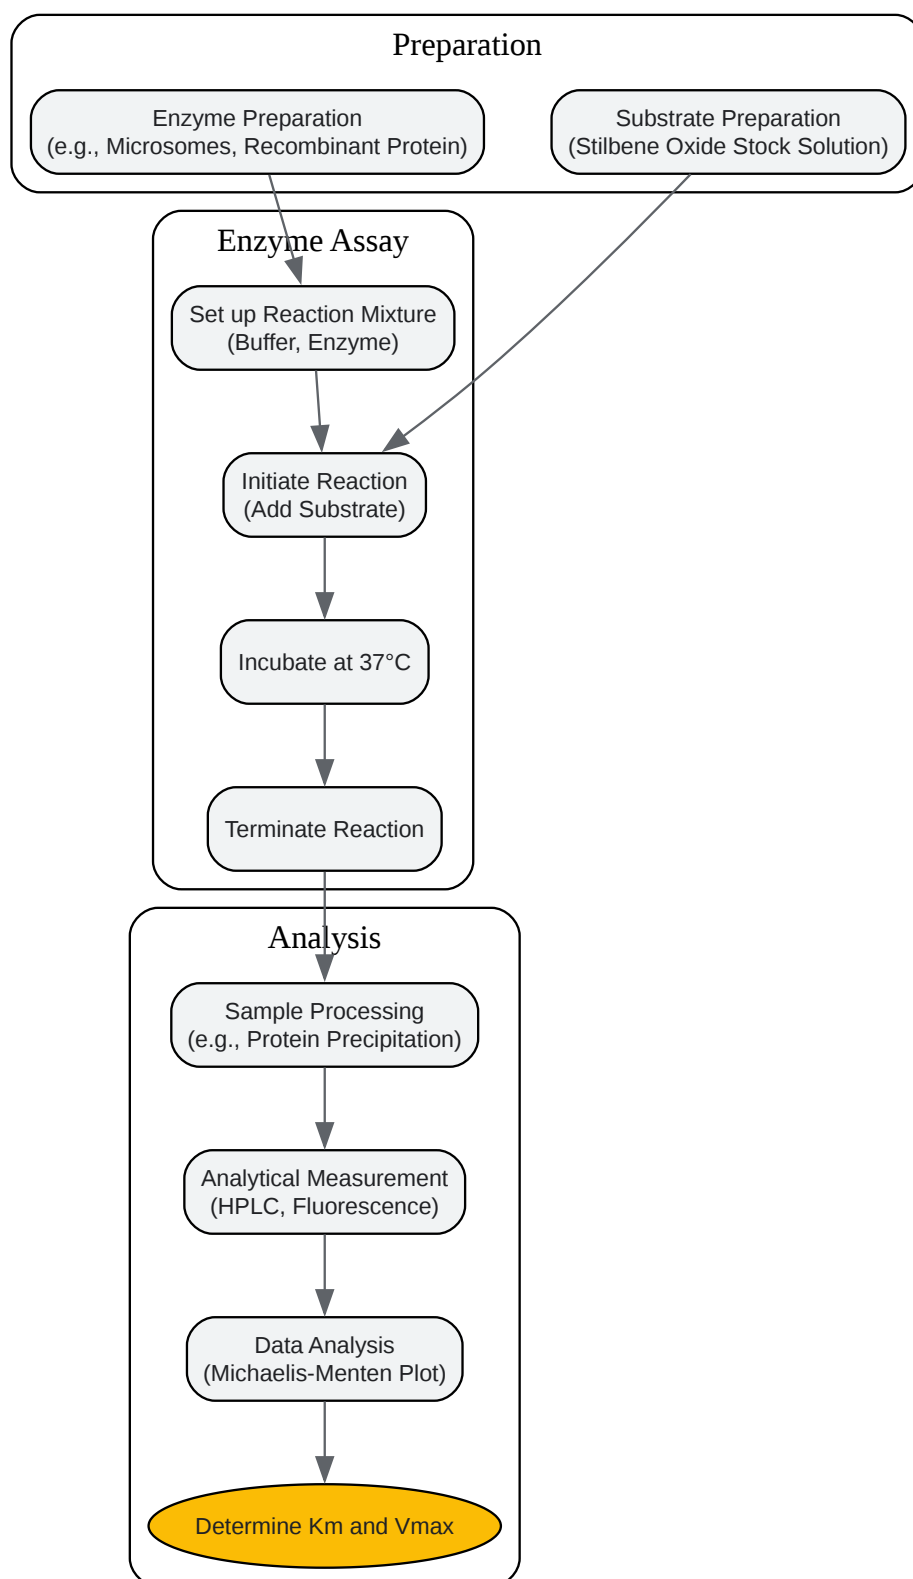 Preparation
Enzyme Preparation
(e.g., Microsomes, Recombinant Protein)
Substrate Preparation
(Stilbene Oxide Stock Solution)
Enzyme Assay
Set up Reaction Mixture
(Buffer, Enzyme)
Initiate Reaction
(Add Substrate)
Incubate at 37°C
Terminate Reaction
Analysis
Sample Processing
(e.g., Protein Precipitation)
Analytical Measurement
(HPLC, Fluorescence)
Data Analysis
(Michaelis-Menten Plot)
Determine Km and Vmax